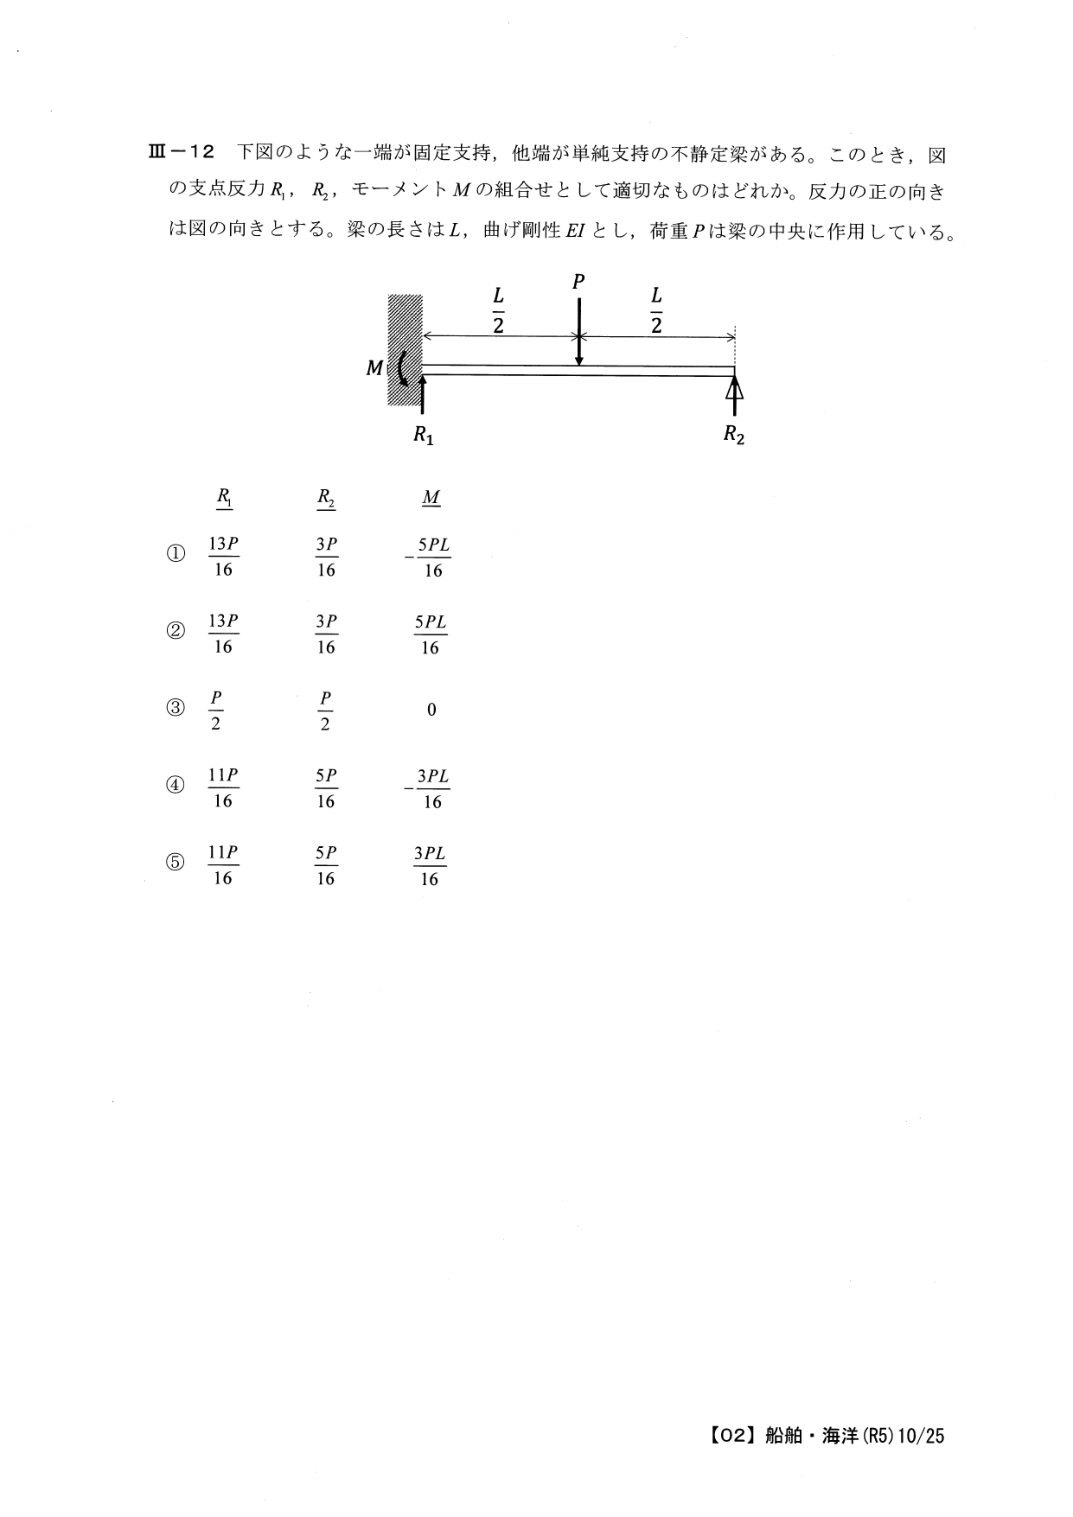 Ⅲ－12　下図のような一端が固定支持，他端が単純支持の不静定梁がある。このとき，図
の支点反力R₁， R₂，モーメントMの組合せとして適切なものはどれか。反力の正の向き
は図の向きとする。梁の長さはL，曲げ剛性EIとし，荷重Pは梁の中央に作用している。
P
L/2 L/2
M
R₁ R₂
R₁ R₂ M
① 13P/16 3P/16 -5PL/16
② 13P/16 3P/16 5PL/16
③ P/2 P/2 0
④ 11P/16 5P/16 -3PL/16
⑤ 11P/16 5P/16 3PL/16
【02】船舶・海洋(R5)10/25